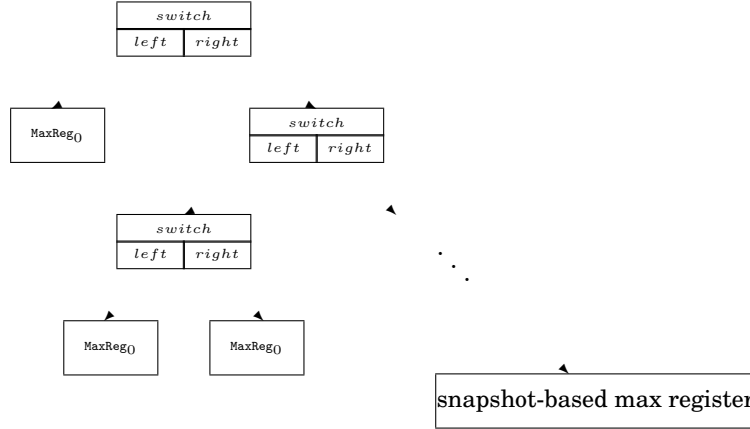 switch
left right
MaxReg0
switch
left right
switch
left right
MaxReg0 MaxReg0
snapshot-based max register